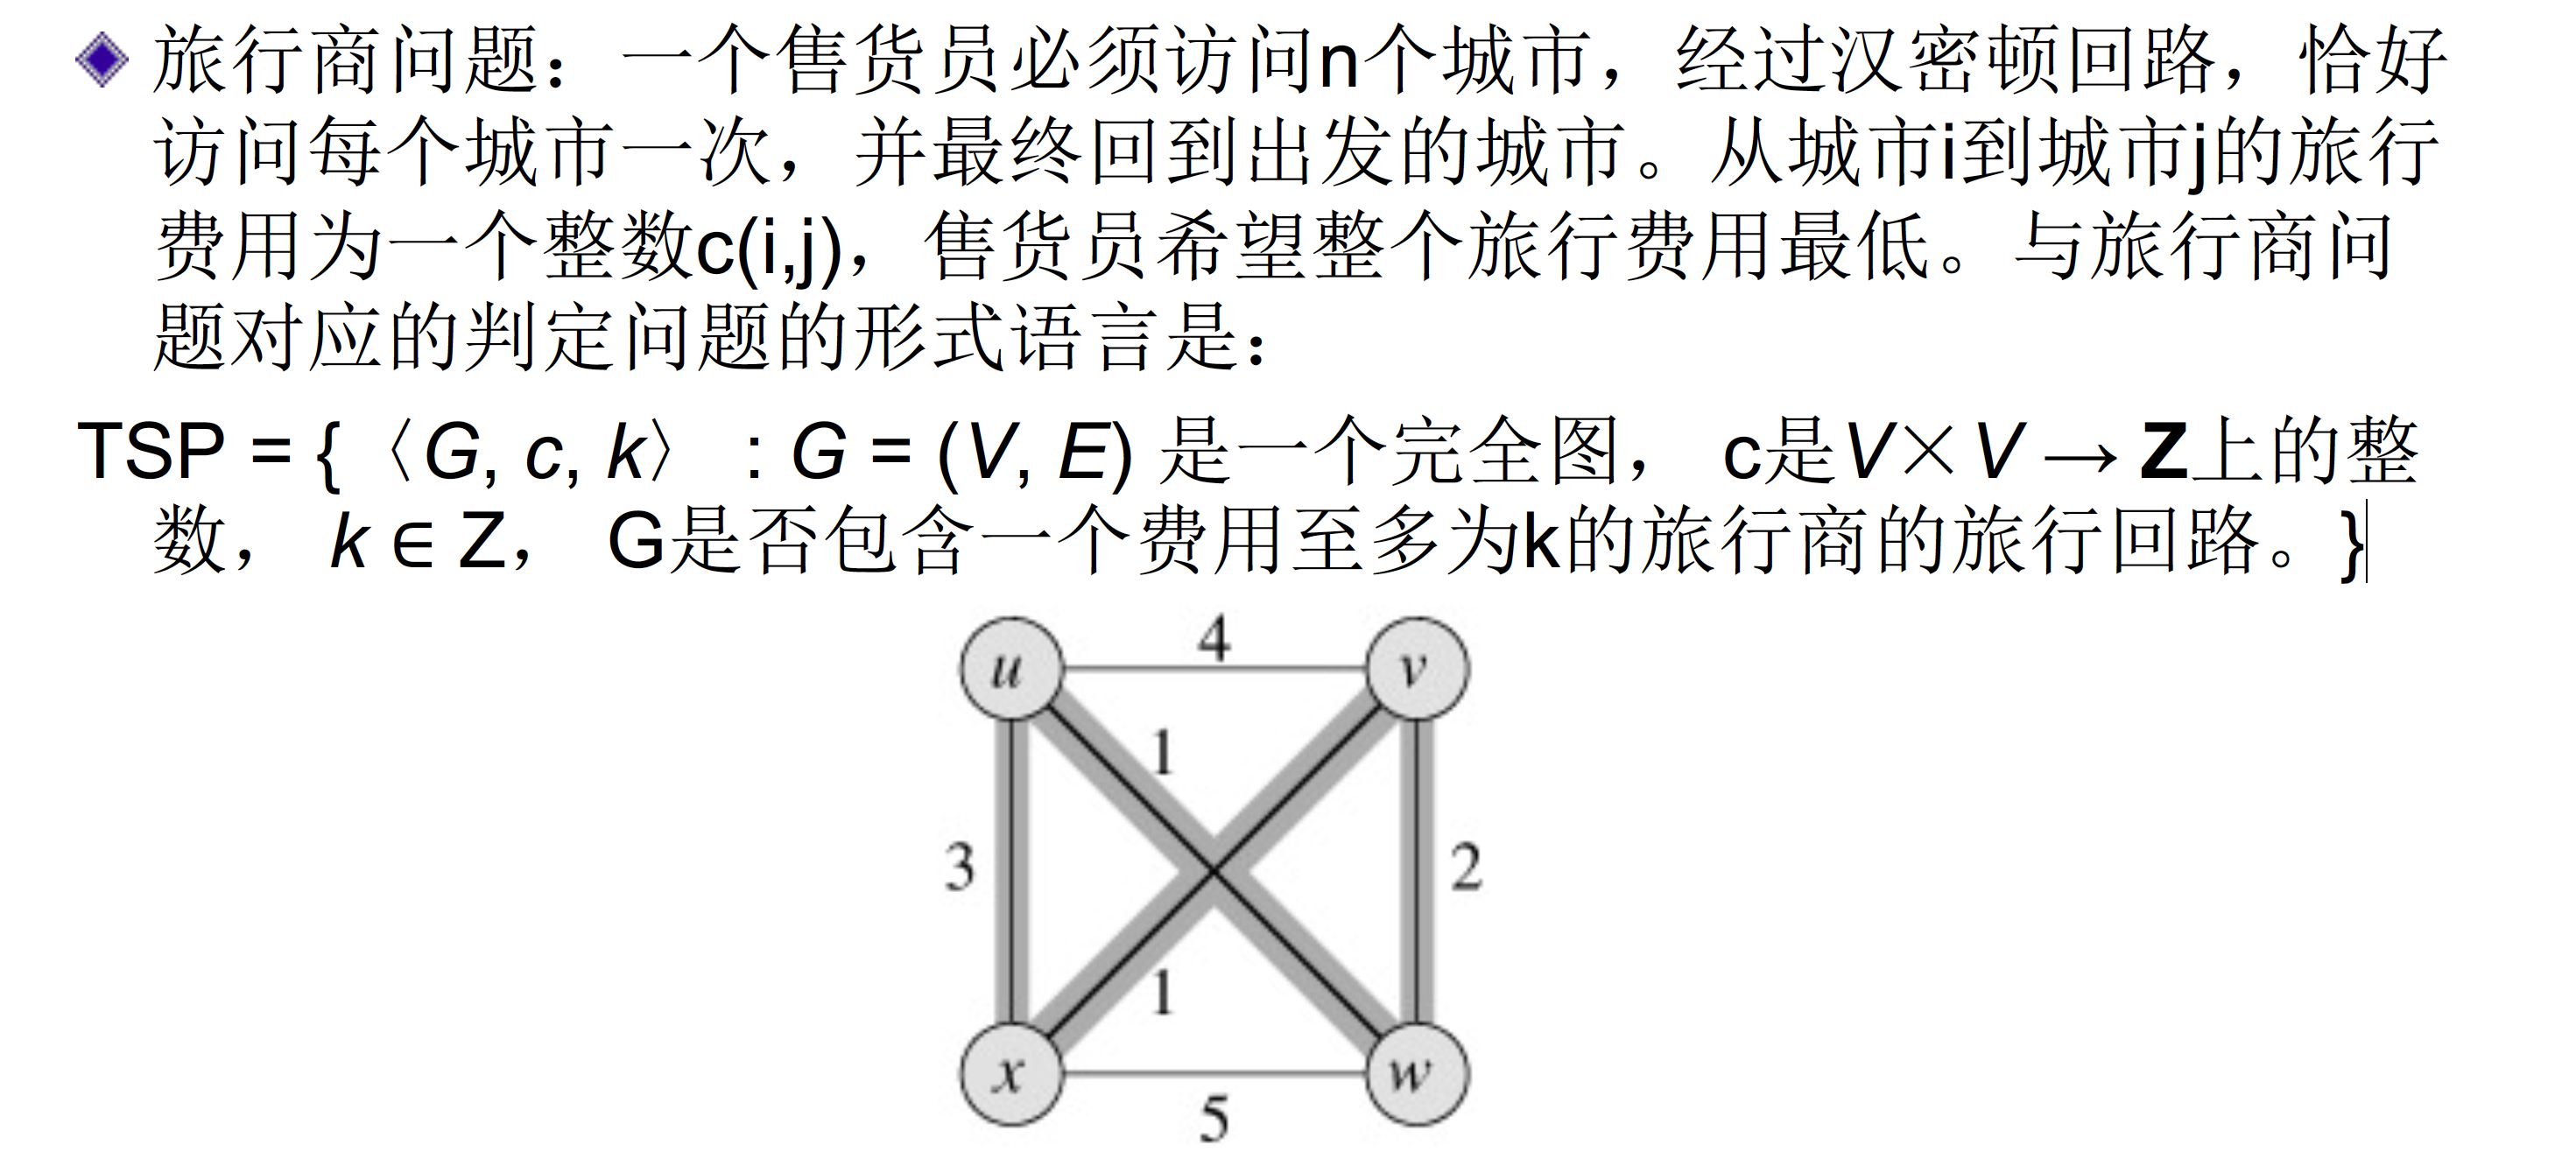 旅行商问题：一个售货员必须访问n个城市，经过汉密顿回路，恰好
访问每个城市一次，并最终回到出发的城市。从城市i到城市j的旅行
费用为一个整数c(i,j)，售货员希望整个旅行费用最低。与旅行商问
题对应的判定问题的形式语言是：
TSP = {〈G, c, k〉 : G = (V, E) 是一个完全图， c是V×V → Z上的整
数， k ∈ Z， G是否包含一个费用至多为k的旅行商的旅行回路。}
4
u v
1
3 2
1
x w
5